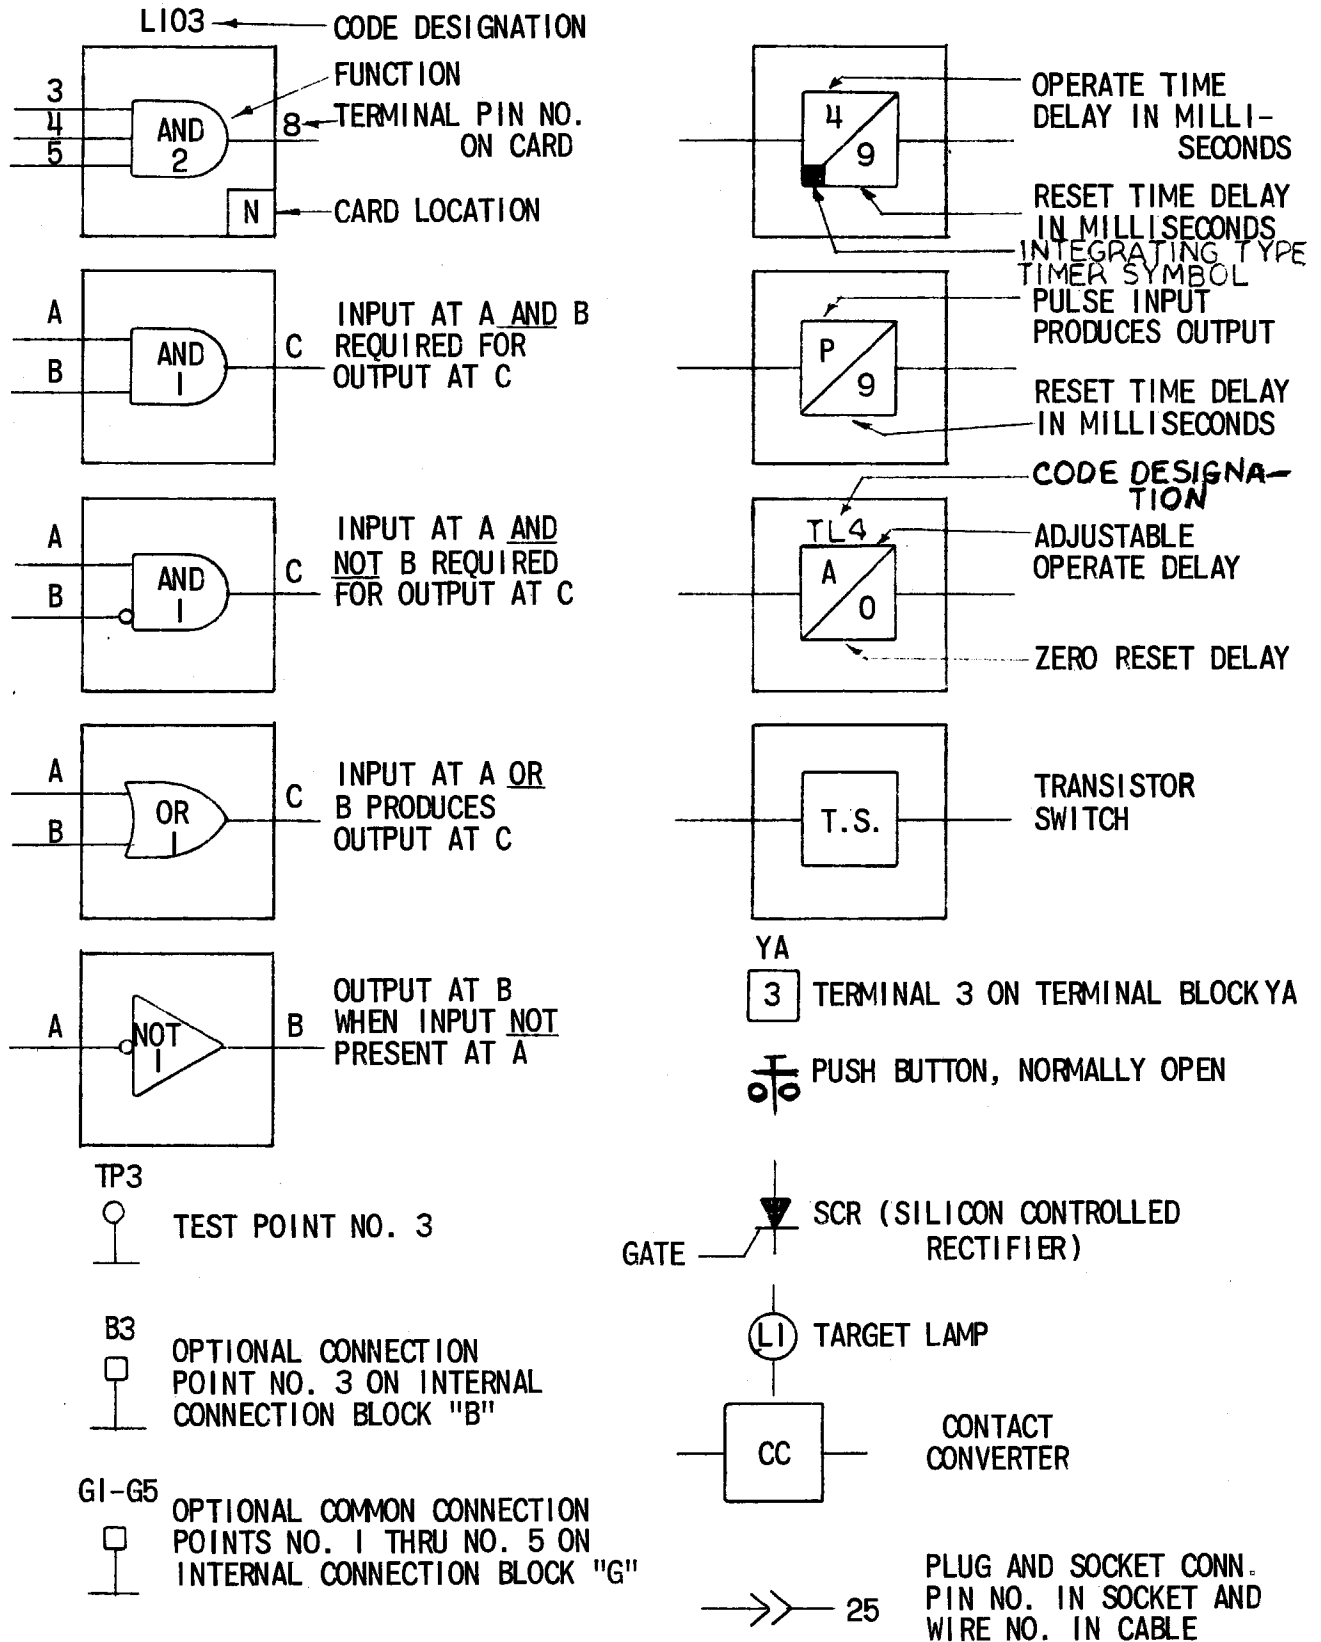 L103
CODE DESIGNATION
FUNCTION
3
4
5
AND
2
8
TERMINAL PIN NO.
ON CARD
N
CARD LOCATION
A
B
AND
1
C
INPUT AT A AND B
REQUIRED FOR
OUTPUT AT C
A
B
AND
1
C
INPUT AT A AND
NOT B REQUIRED
FOR OUTPUT AT C
A
B
OR
1
C
INPUT AT A OR
B PRODUCES
OUTPUT AT C
A
NOT
1
B
OUTPUT AT B
WHEN INPUT NOT
PRESENT AT A
TP3
TEST POINT NO. 3
B3
OPTIONAL CONNECTION
POINT NO. 3 ON INTERNAL
CONNECTION BLOCK "B"
G1-G5
OPTIONAL COMMON CONNECTION
POINTS NO. 1 THRU NO. 5 ON
INTERNAL CONNECTION BLOCK "G"
4
9
OPERATE TIME
DELAY IN MILLI-
SECONDS
RESET TIME DELAY
IN MILLISECONDS
INTEGRATING TYPE
TIMER SYMBOL
P
9
PULSE INPUT
PRODUCES OUTPUT
RESET TIME DELAY
IN MILLISECONDS
CODE DESIGNA-
TION
TL4
A
0
ADJUSTABLE
OPERATE DELAY
ZERO RESET DELAY
T.S.
TRANSISTOR
SWITCH
YA
3
TERMINAL 3 ON TERMINAL BLOCK YA
PUSH BUTTON, NORMALLY OPEN
GATE
SCR (SILICON CONTROLLED
RECTIFIER)
L1
TARGET LAMP
CC
CONTACT
CONVERTER
25
PLUG AND SOCKET CONN.
PIN NO. IN SOCKET AND
WIRE NO. IN CABLE